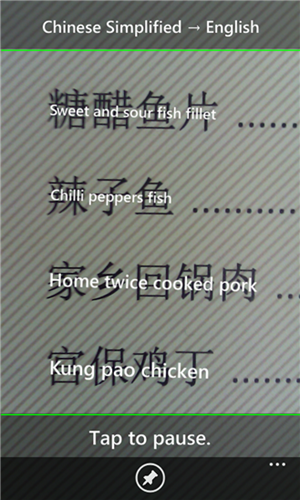 Chinese Simplified → English
糖醋鱼片 ......
Sweet and sour fish fillet
辣子鱼 ..........
Chilli peppers fish
家乡回锅肉 ...
Home twice cooked pork
宫保鸡丁 .....
Kung pao chicken
Tap to pause.